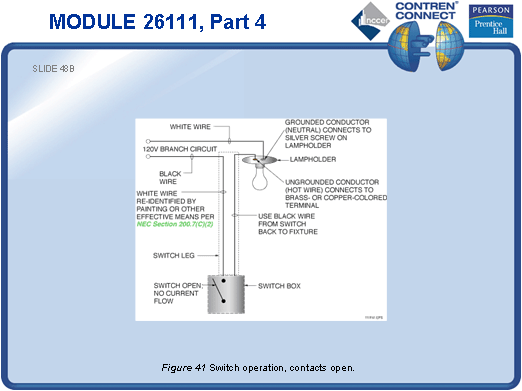 MODULE 26111, Part 4
nccer
CONTREN®
CONNECT
PEARSON
Prentice
Hall
SLIDE 43B
WHITE WIRE
GROUNDED CONDUCTOR
(NEUTRAL) CONNECTS TO
SILVER SCREW ON
LAMPHOLDER
120V BRANCH CIRCUIT
LAMPHOLDER
BLACK
WIRE
UNGROUNDED CONDUCTOR
(HOT WIRE) CONNECTS TO
BRASS- OR COPPER-COLORED
TERMINAL
WHITE WIRE
RE-IDENTIFIED BY
PAINTING OR OTHER
EFFECTIVE MEANS PER
NEC Section 200.7(C)(2)
USE BLACK WIRE
FROM SWITCH
BACK TO FIXTURE
SWITCH LEG
SWITCH OPEN,
NO CURRENT
FLOW
SWITCH BOX
Figure 41 Switch operation, contacts open.